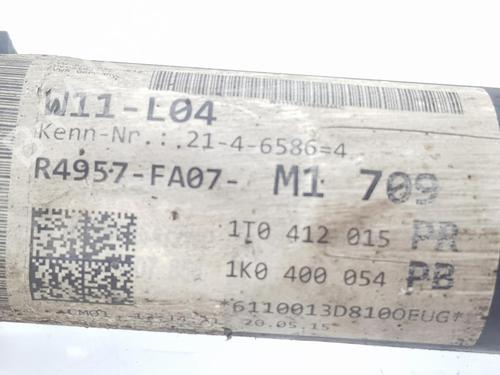 W11-L04
Kenn-Nr.:.21-4-6586=4
R4957-FA07- M1 709
1T0 412 015 PR
1K0 400 054 PB
*6110013D8100EUG*
20.05.15